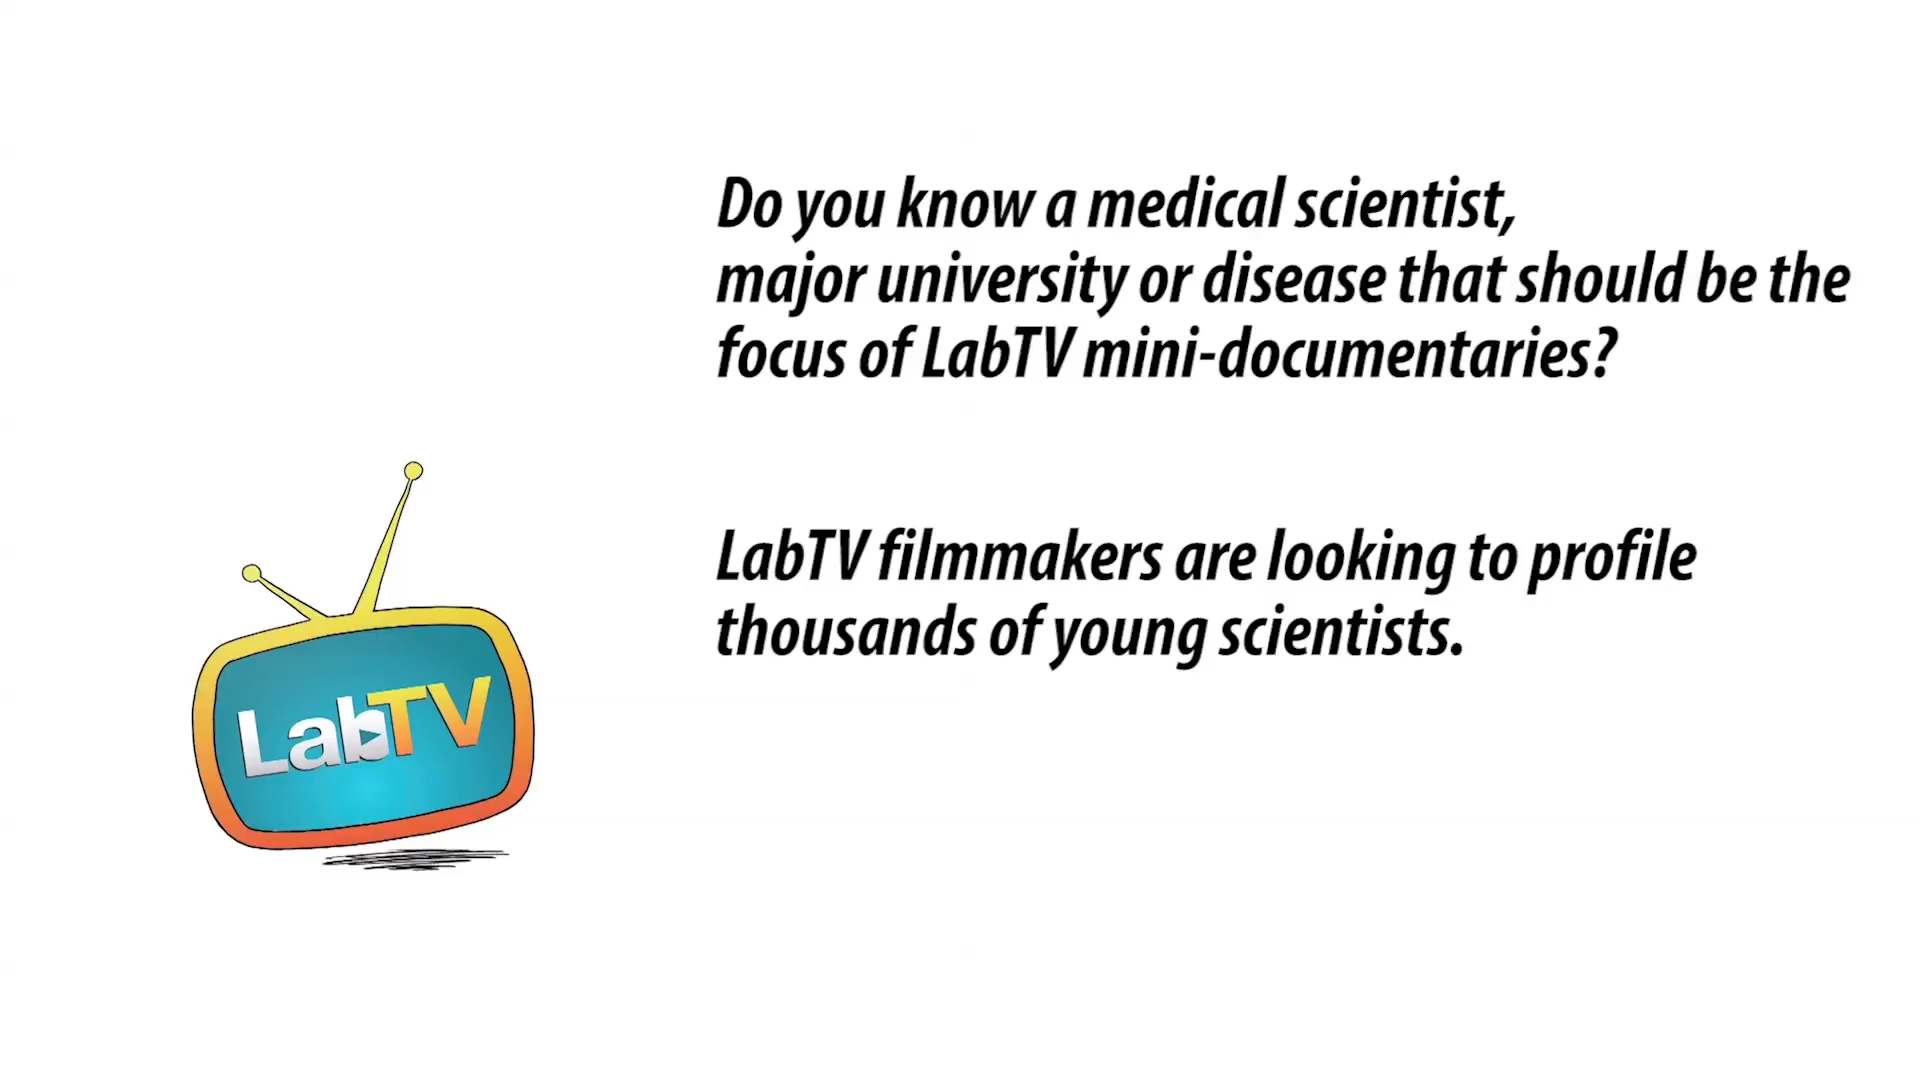 Do you know a medical scientist,
major university or disease that should be the
focus of LabTV mini-documentaries?
LabTV filmmakers are looking to profile
thousands of young scientists.
LabTV